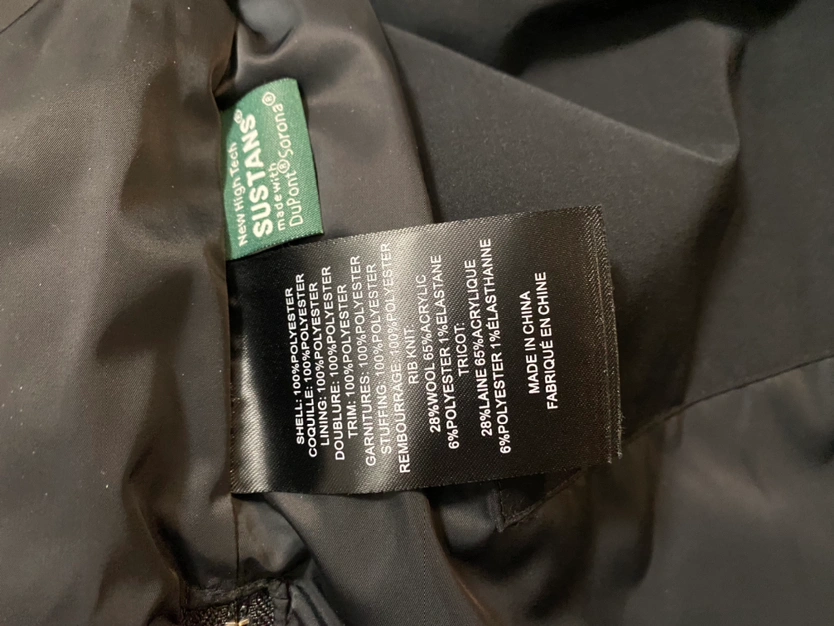 New High Tech
SUSTANS®
made with
DuPont® Sorona®
SHELL: 100%POLYESTER
COQUILLE: 100%POLYESTER
LINING: 100%POLYESTER
DOUBLURE: 100%POLYESTER
TRIM: 100%POLYESTER
GARNITURES: 100%POLYESTER
STUFFING: 100%POLYESTER
REMBOURRAGE: 100%POLYESTER
RIB KNIT:
28%WOOL 65%ACRYLIC
6%POLYESTER 1%ELASTANE
TRICOT:
28%LAINE 65%ACRYLIQUE
6%POLYESTER 1%ÉLASTHANNE
MADE IN CHINA
FABRIQUÉ EN CHINE